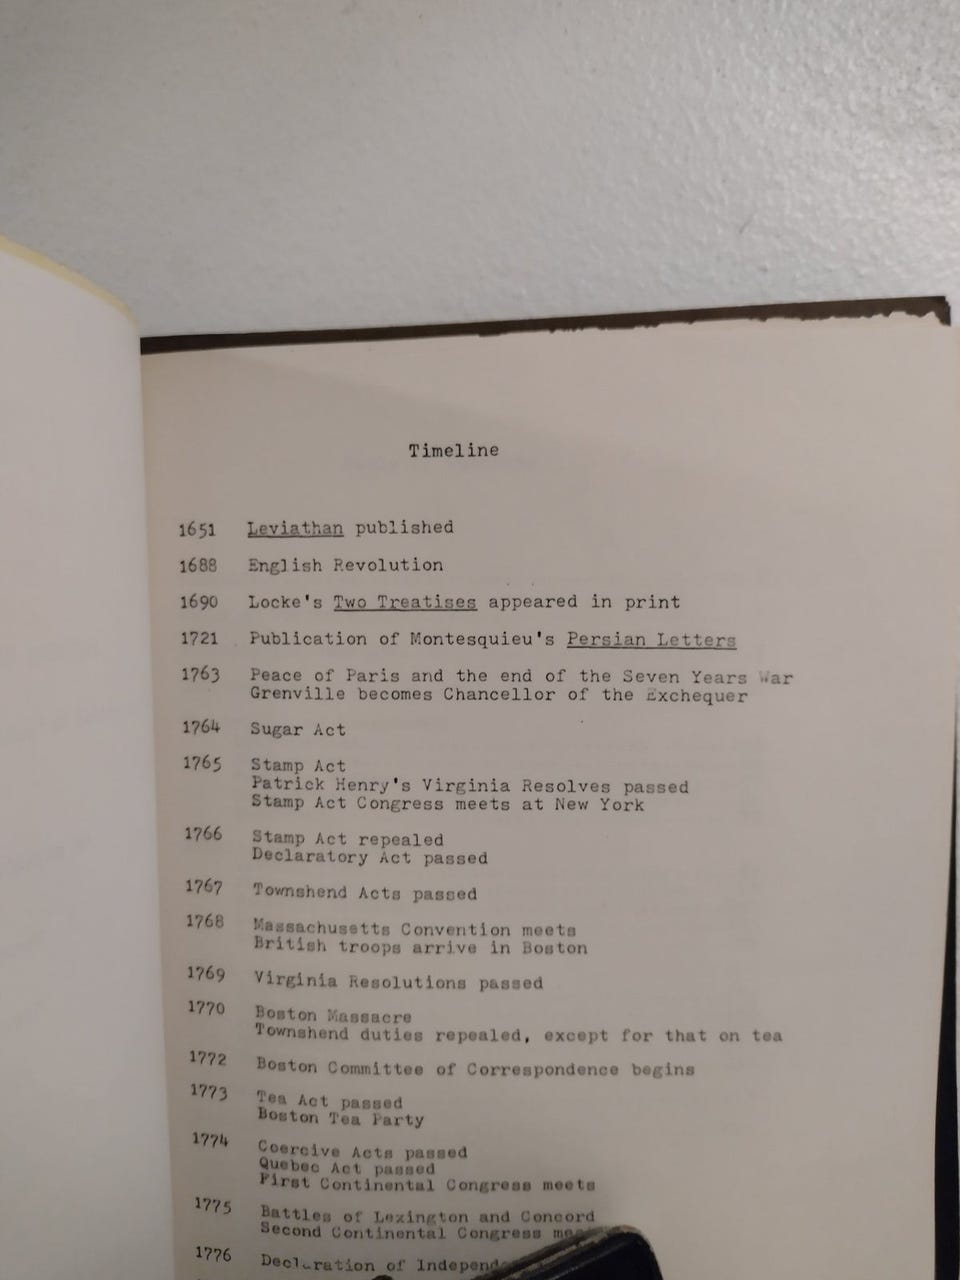 Timeline
1651 Leviathan published
1688 English Revolution
1690 Locke's Two Treatises appeared in print
1721 Publication of Montesquieu's Persian Letters
1763 Peace of Paris and the end of the Seven Years War
Grenville becomes Chancellor of the Exchequer
1764 Sugar Act
1765 Stamp Act
Patrick Henry's Virginia Resolves passed
Stamp Act Congress meets at New York
1766 Stamp Act repealed
Declaratory Act passed
1767 Townshend Acts passed
1768 Massachusetts Convention meets
British troops arrive in Boston
1769 Virginia Resolutions passed
1770 Boston Massacre
Townshend duties repealed, except for that on tea
1772 Boston Committee of Correspondence begins
1773 Tea Act passed
Boston Tea Party
1774 Coercive Acts passed
Quebec Act passed
First Continental Congress meets
1775 Battles of Lexington and Concord
Second Continental Congress
1776 Declaration of